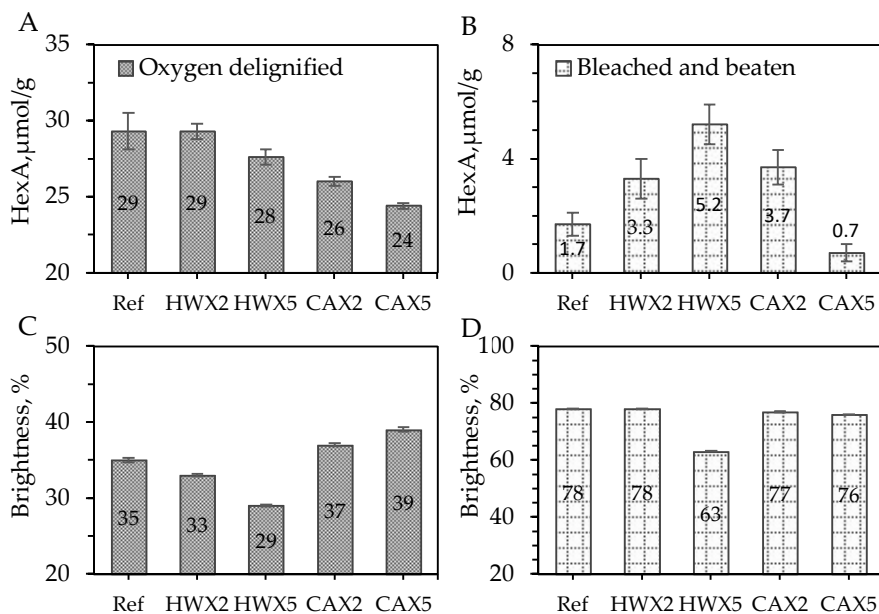 A
HexA,µmol/g
35
30
25
20
Oxygen delignified
29
29
28
26
24
Ref HWX2 HWX5 CAX2 CAX5
B
HexA,µmol/g
8
4
0
Bleached and beaten
1.7
3.3
5.2
3.7
0.7
Ref HWX2 HWX5 CAX2 CAX5
C
Brightness, %
50
40
30
20
35
33
29
37
39
Ref HWX2 HWX5 CAX2 CAX5
D
Brightness, %
100
80
60
40
20
78
78
63
77
76
Ref HWX2 HWX5 CAX2 CAX5